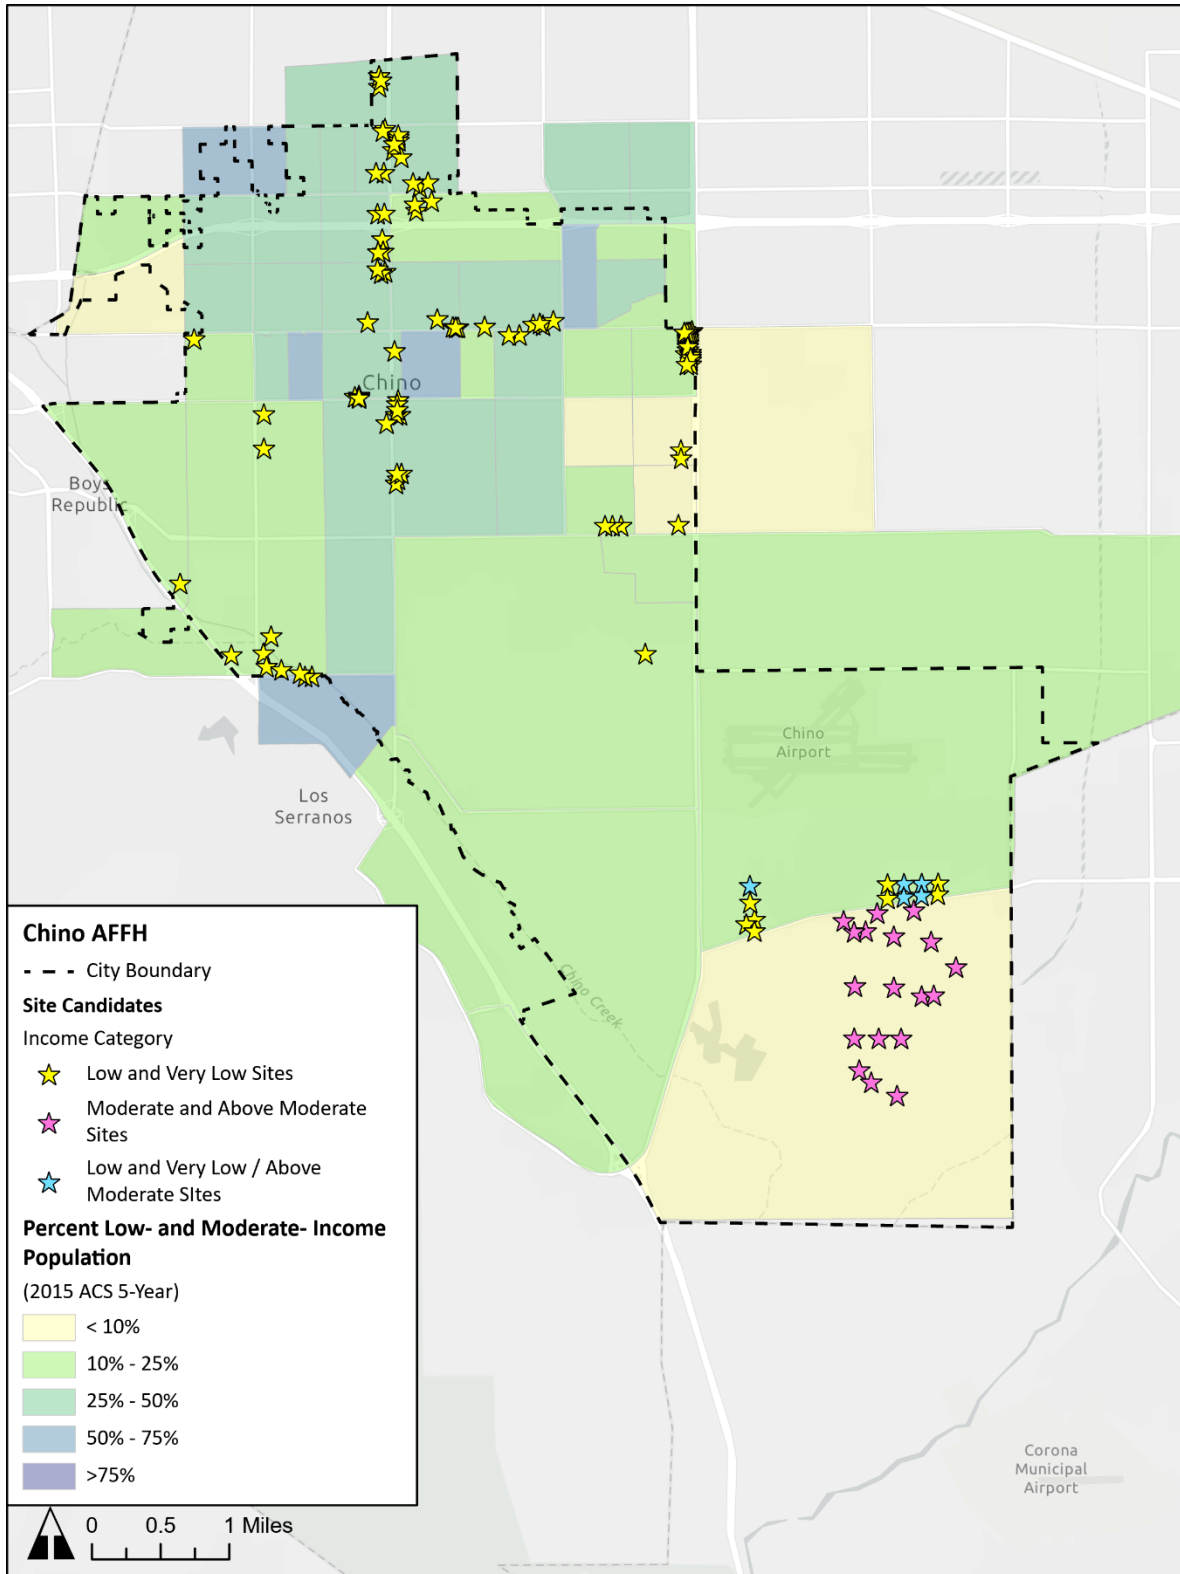 Chino
Boys
Republic
Chino
Airport
Los
Serranos
Chino Creek
Chino AFFH
City Boundary
Site Candidates
Income Category
Low and Very Low Sites
Moderate and Above Moderate
Sites
Low and Very Low / Above
Moderate SItes
Percent Low- and Moderate- Income
Population
(2015 ACS 5-Year)
< 10%
10% - 25%
25% - 50%
50% - 75%
>75%
Corona
Municipal
Airport
0 0.5 1 Miles